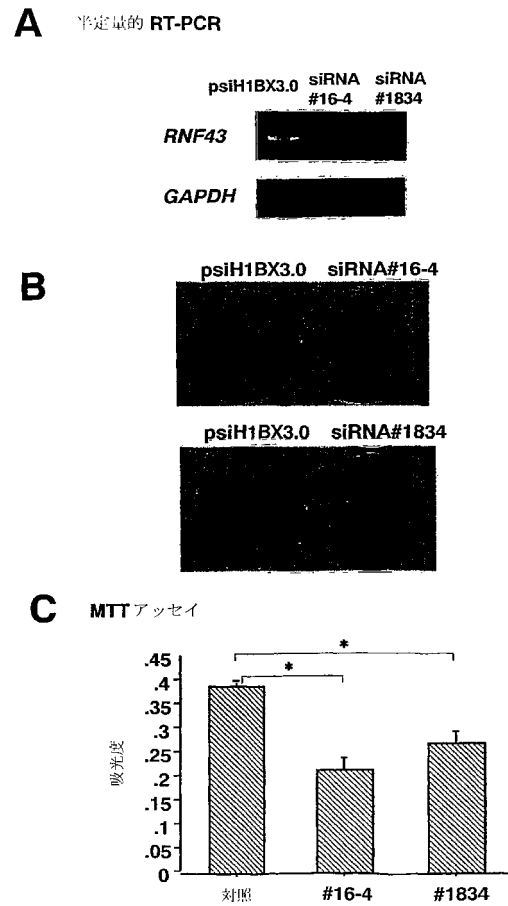 A 半定量的 RT-PCR
psiH1BX3.0 siRNA #16-4 siRNA #1834
RNF43
GAPDH
B
psiH1BX3.0 siRNA#16-4
psiH1BX3.0 siRNA#1834
C MTT アッセイ
*
*
.45
.4
.35
.3
.25
.2
.15
.1
.05
0
吸光度
対照 #16-4 #1834